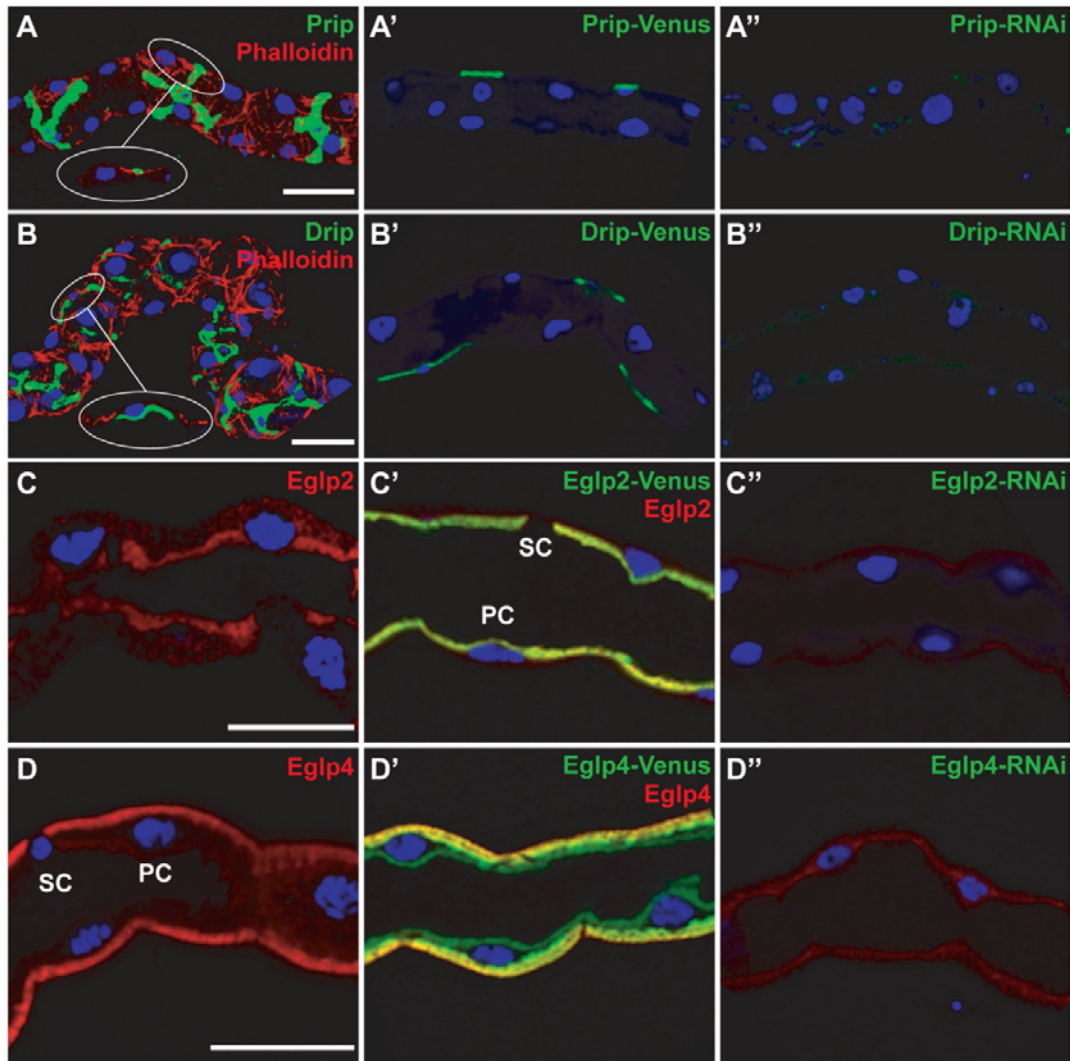 A
Prip
Phalloidin
A'
Prip-Venus
A"
Prip-RNAi
B
Drip
Phalloidin
B'
Drip-Venus
B"
Drip-RNAi
C
Eglp2
C'
Eglp2-Venus
Eglp2
SC
PC
C"
Eglp2-RNAi
D
Eglp4
SC
PC
D'
Eglp4-Venus
Eglp4
D"
Eglp4-RNAi